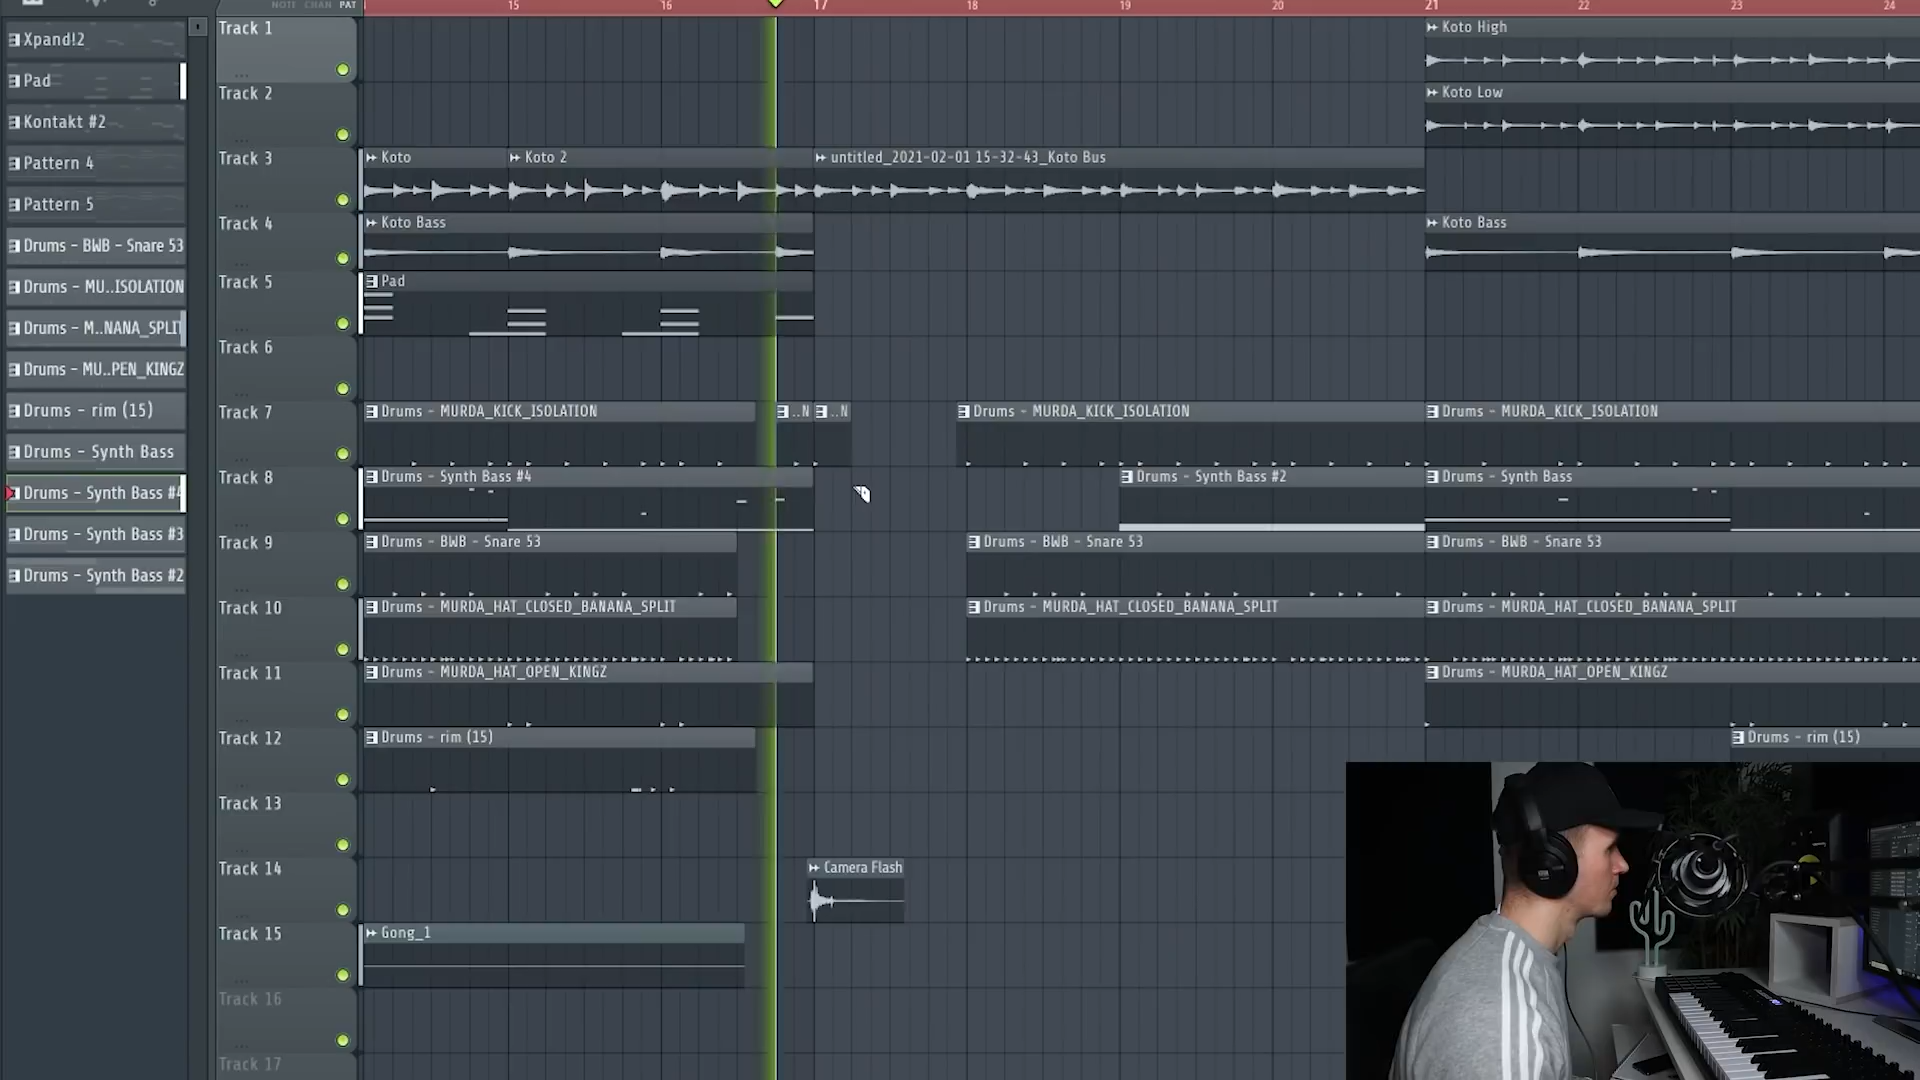 NOTE CHAN PAT
15 16 17 18 19 20 21 22 23 24
Xpand!2
Pad
Kontakt #2
Pattern 4
Pattern 5
Drums - BWB - Snare 53
Drums - MU..ISOLATION
Drums - M..NANA_SPLIT
Drums - MU..PEN_KINGZ
Drums - rim (15)
Drums - Synth Bass
Drums - Synth Bass #4
Drums - Synth Bass #3
Drums - Synth Bass #2
Track 1
Koto High
Track 2
Koto Low
Track 3
Koto
Koto 2
untitled_2021-02-01 15-32-43_Koto Bus
Track 4
Koto Bass
Koto Bass
Track 5
Pad
Track 6
Track 7
Drums - MURDA_KICK_ISOLATION
..N
..N
Drums - MURDA_KICK_ISOLATION
Drums - MURDA_KICK_ISOLATION
Track 8
Drums - Synth Bass #4
Drums - Synth Bass #2
Drums - Synth Bass
Track 9
Drums - BWB - Snare 53
Drums - BWB - Snare 53
Drums - BWB - Snare 53
Track 10
Drums - MURDA_HAT_CLOSED_BANANA_SPLIT
Drums - MURDA_HAT_CLOSED_BANANA_SPLIT
Drums - MURDA_HAT_CLOSED_BANANA_SPLIT
Track 11
Drums - MURDA_HAT_OPEN_KINGZ
Drums - MURDA_HAT_OPEN_KINGZ
Track 12
Drums - rim (15)
Drums - rim (15)
Track 13
Track 14
Camera Flash
Track 15
Gong_1
Track 16
Track 17